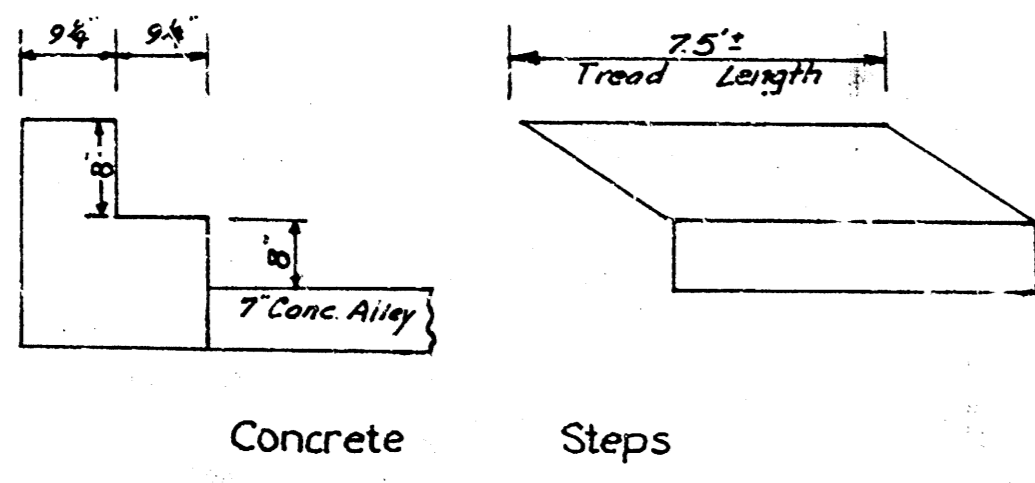 9¼" 9¼"
8"
8"
7" Conc. Alley
7.5'±
Tread Length
Concrete Steps